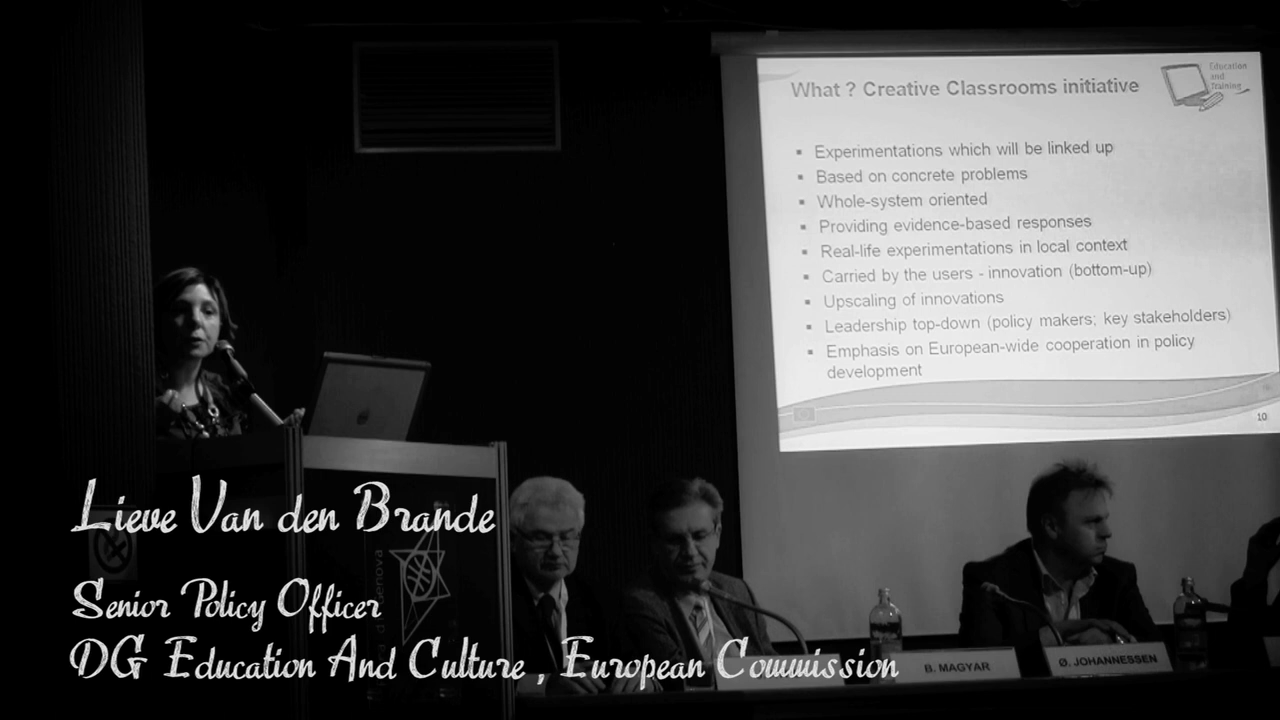 What ? Creative Classrooms initiative
Education
and
Training
Experimentations which will be linked up
Based on concrete problems
Whole-system oriented
Providing evidence-based responses
Real-life experimentations in local context
Carried by the users - innovation (bottom-up)
Upscaling of innovations
Leadership top-down (policy makers; key stakeholders)
Emphasis on European-wide cooperation in policy
development
10
Lieve Van den Brande
Senior Policy Officer
DG Education And Culture , European Commission
B. MAGYAR
Ø. JOHANNESSEN